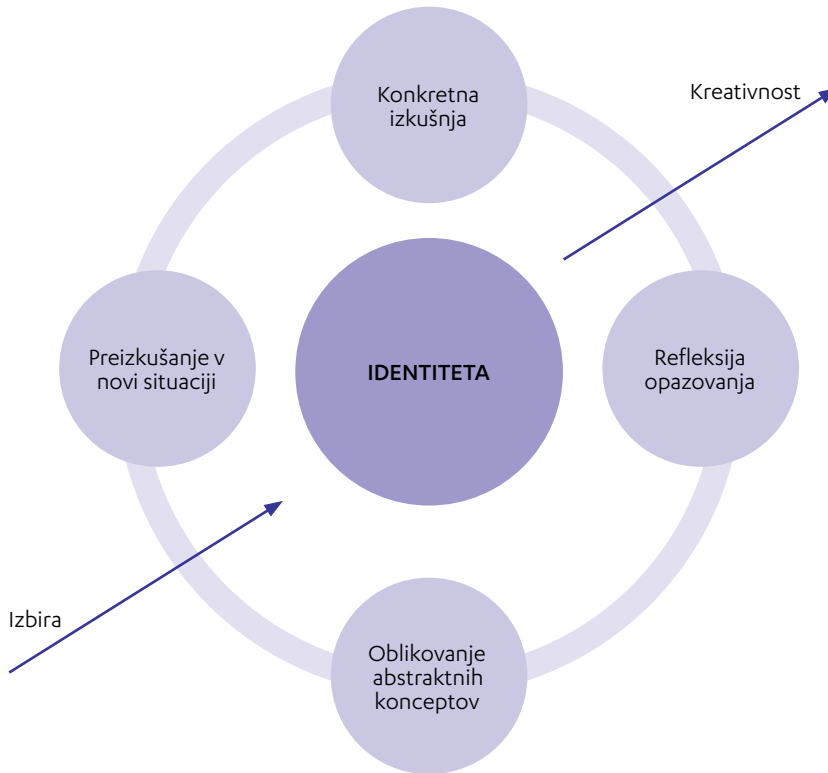 Konkretna
izkušnja
Kreativnost
Preizkušanje v
novi situaciji
IDENTITETA
Refleksija
opazovanja
Izbira
Oblikovanje
abstraktnih
konceptov